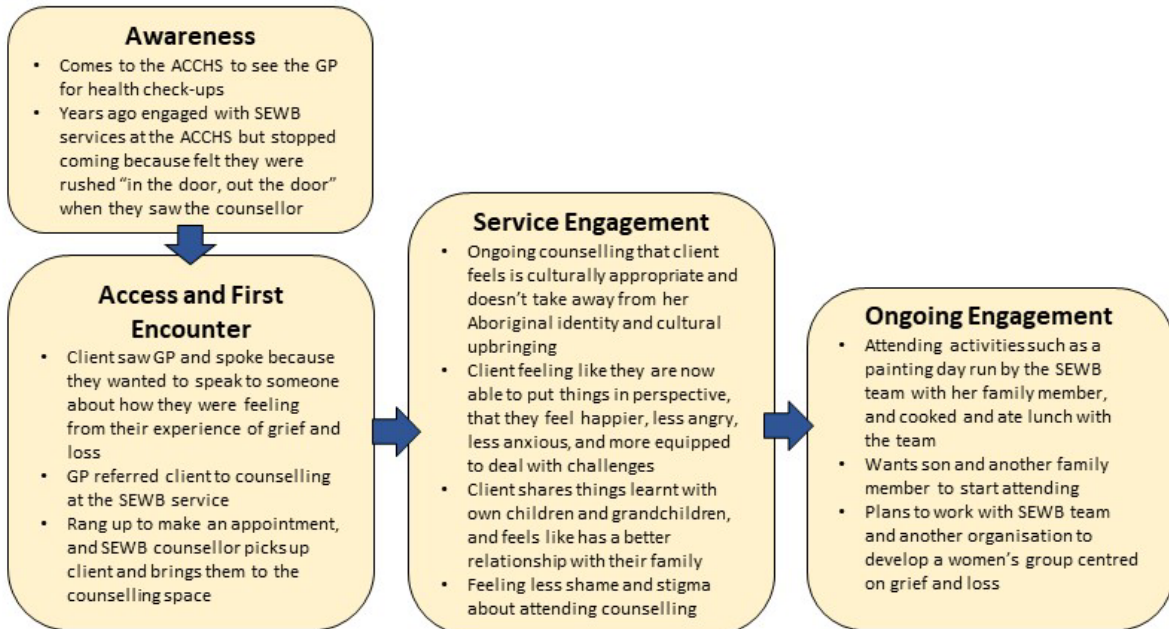 Awareness
• Comes to the ACCHS to see the GP
for health check-ups
• Years ago engaged with SEWB
services at the ACCHS but stopped
coming because felt they were
rushed “in the door, out the door”
when they saw the counsellor
Access and First
Encounter
• Client saw GP and spoke because
they wanted to speak to someone
about how they were feeling
from their experience of grief and
loss
• GP referred client to counselling
at the SEWB service
• Rang up to make an appointment,
and SEWB counsellor picks up
client and brings them to the
counselling space
Service Engagement
• Ongoing counselling that client
feels is culturally appropriate and
doesn’t take away from her
Aboriginal identity and cultural
upbringing
• Client feeling like they are now
able to put things in perspective,
that they feel happier, less angry,
less anxious, and more equipped
to deal with challenges
• Client shares things learnt with
own children and grandchildren,
and feels like has a better
relationship with their family
• Feeling less shame and stigma
about attending counselling
Ongoing Engagement
• Attending activities such as a
painting day run by the SEWB
team with her family member,
and cooked and ate lunch with
the team
• Wants son and another family
member to start attending
• Plans to work with SEWB team
and another organisation to
develop a women’s group centred
on grief and loss